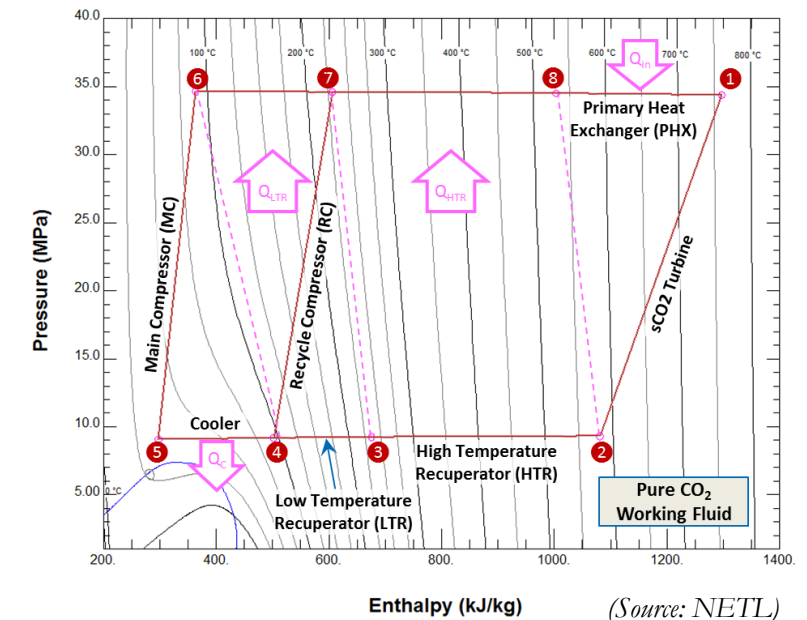 40.0
35.0
30.0
25.0
20.0
15.0
10.0
5.00
Pressure (MPa)
100 °C
200 °C
300 °C
400 °C
500 °C
600 °C
700 °C
800 °C
0 °C
6
7
8
1
Q_in
Primary Heat
Exchanger (PHX)
Q_LTR
Q_HTR
Main Compressor (MC)
Recycle Compressor (RC)
sCO2 Turbine
Cooler
5
4
3
2
Q_C
High Temperature
Recuperator (HTR)
Low Temperature
Recuperator (LTR)
Pure CO₂
Working Fluid
200.
400.
600.
800.
1000.
1200.
1400.
Enthalpy (kJ/kg)
(Source: NETL)